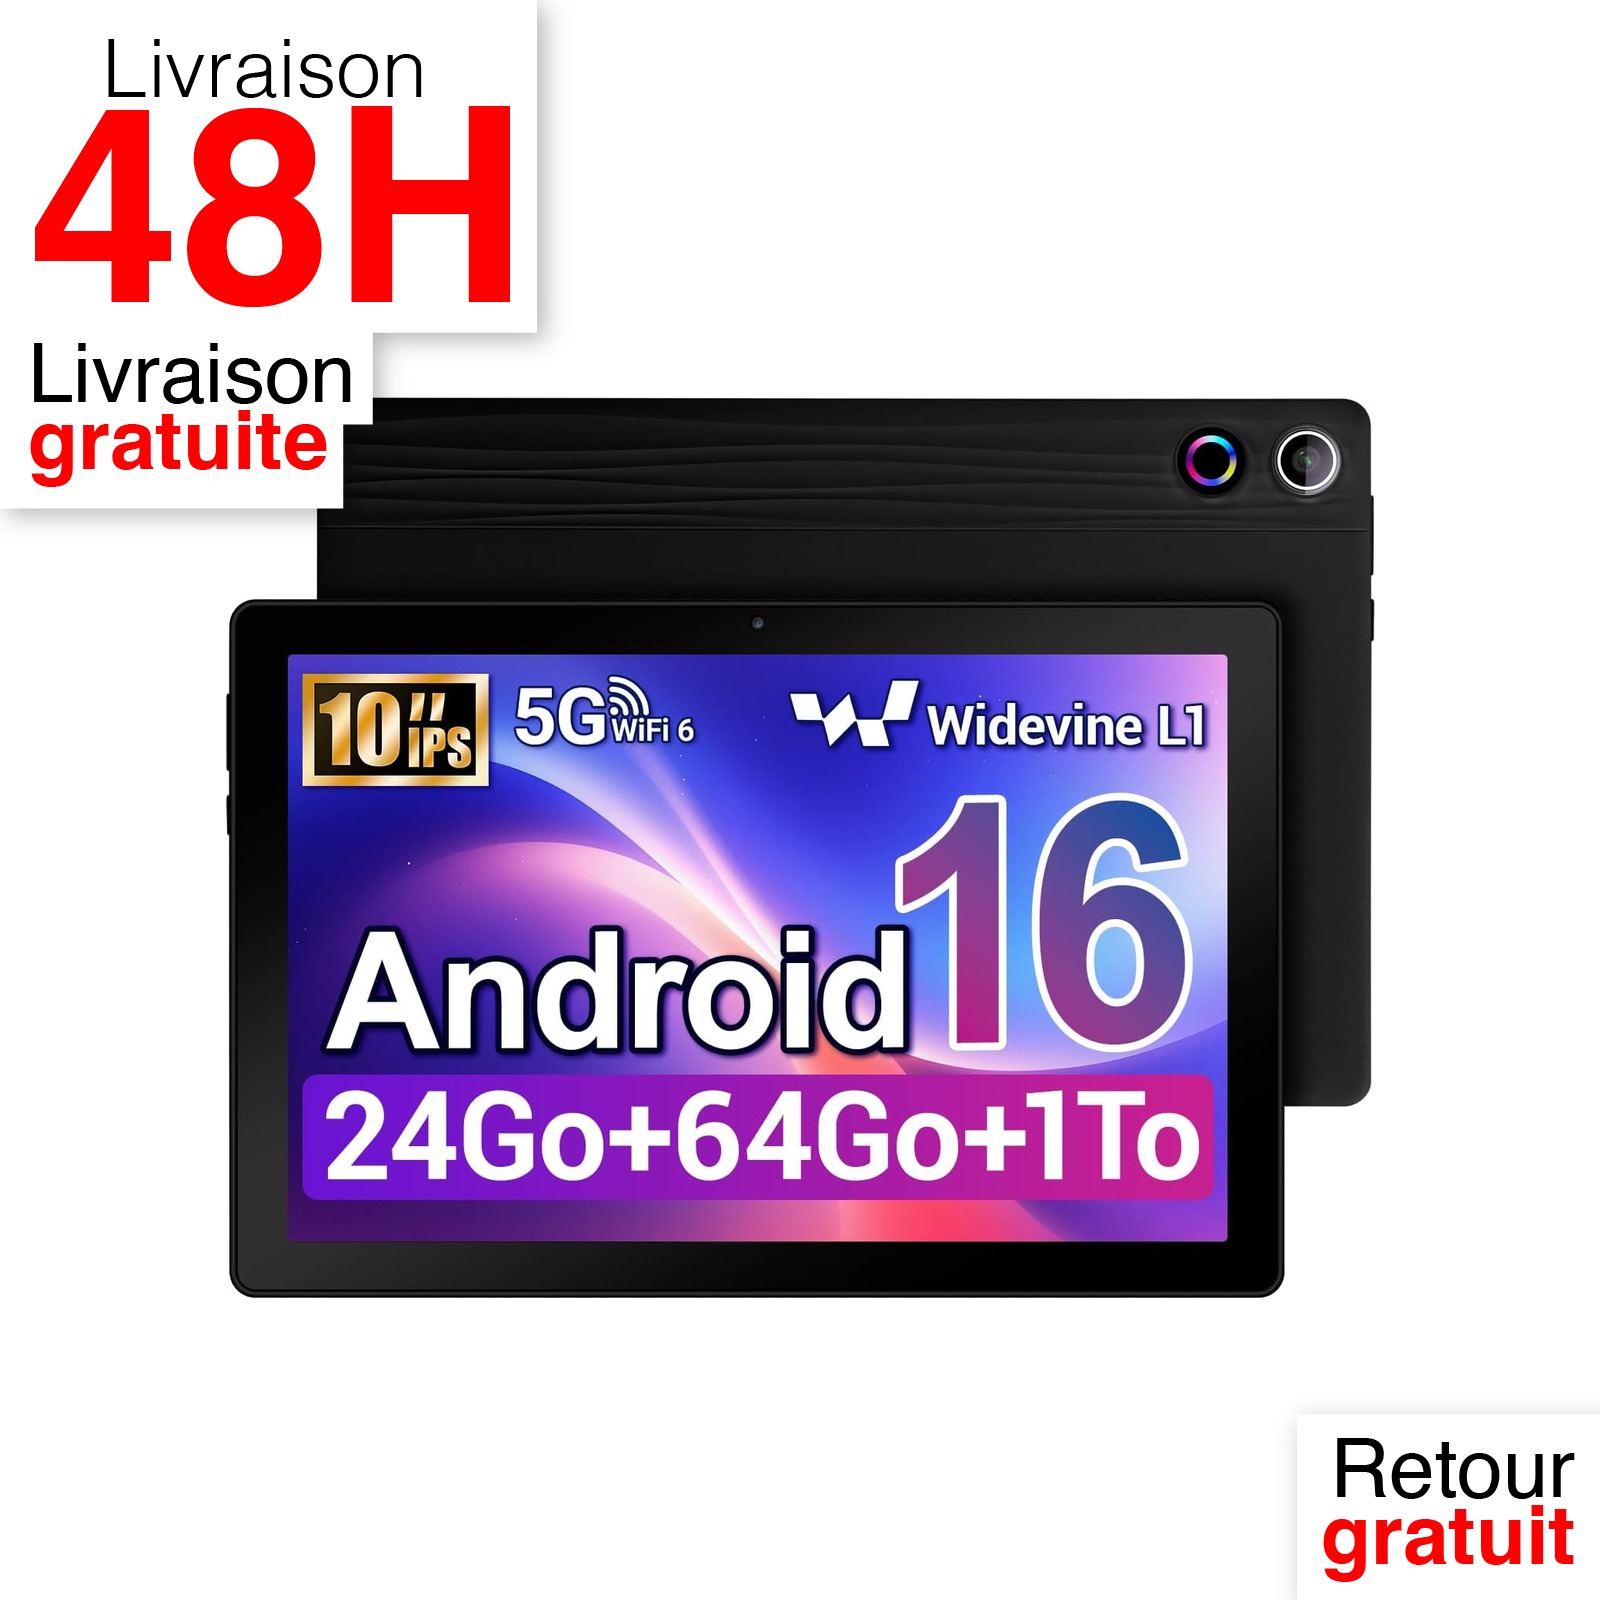 Livraison
48H
Livraison
gratuite
10" IPS
5G WiFi 6
Widevine L1
Android 16
24Go+64Go+1To
Retour
gratuit